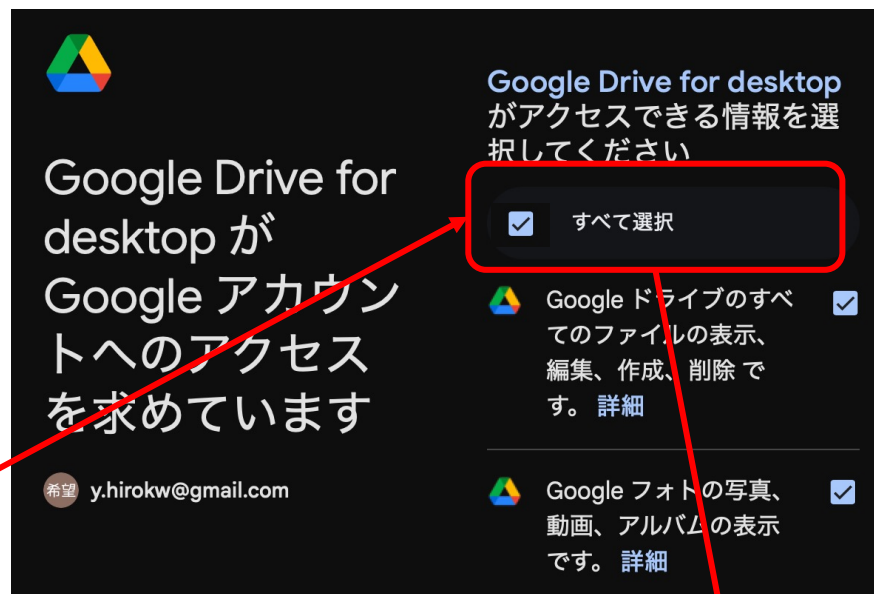 Google Drive for
desktop が
Google アカウン
トへのアクセス
を求めています
希望 y.hirokw@gmail.com
Google Drive for desktop
がアクセスできる情報を選
択してください
すべて選択
Google ドライブのすべ
てのファイルの表示、
編集、作成、削除 で
す。 詳細
Google フォトの写真、
動画、アルバムの表示
です。 詳細